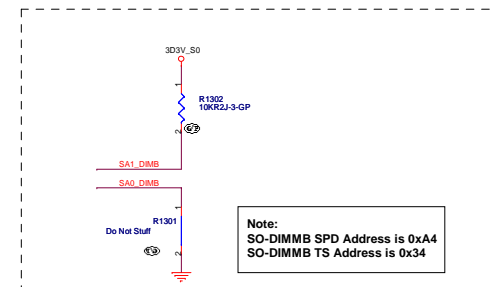 3D3V_S0
1
R1302
10KR2J-3-GP
2
SA1_DIMB
SA0_DIMB
1
R1301
Do Not Stuff
2
Note:
SO-DIMMB SPD Address is 0xA4
SO-DIMMB TS Address is 0x34